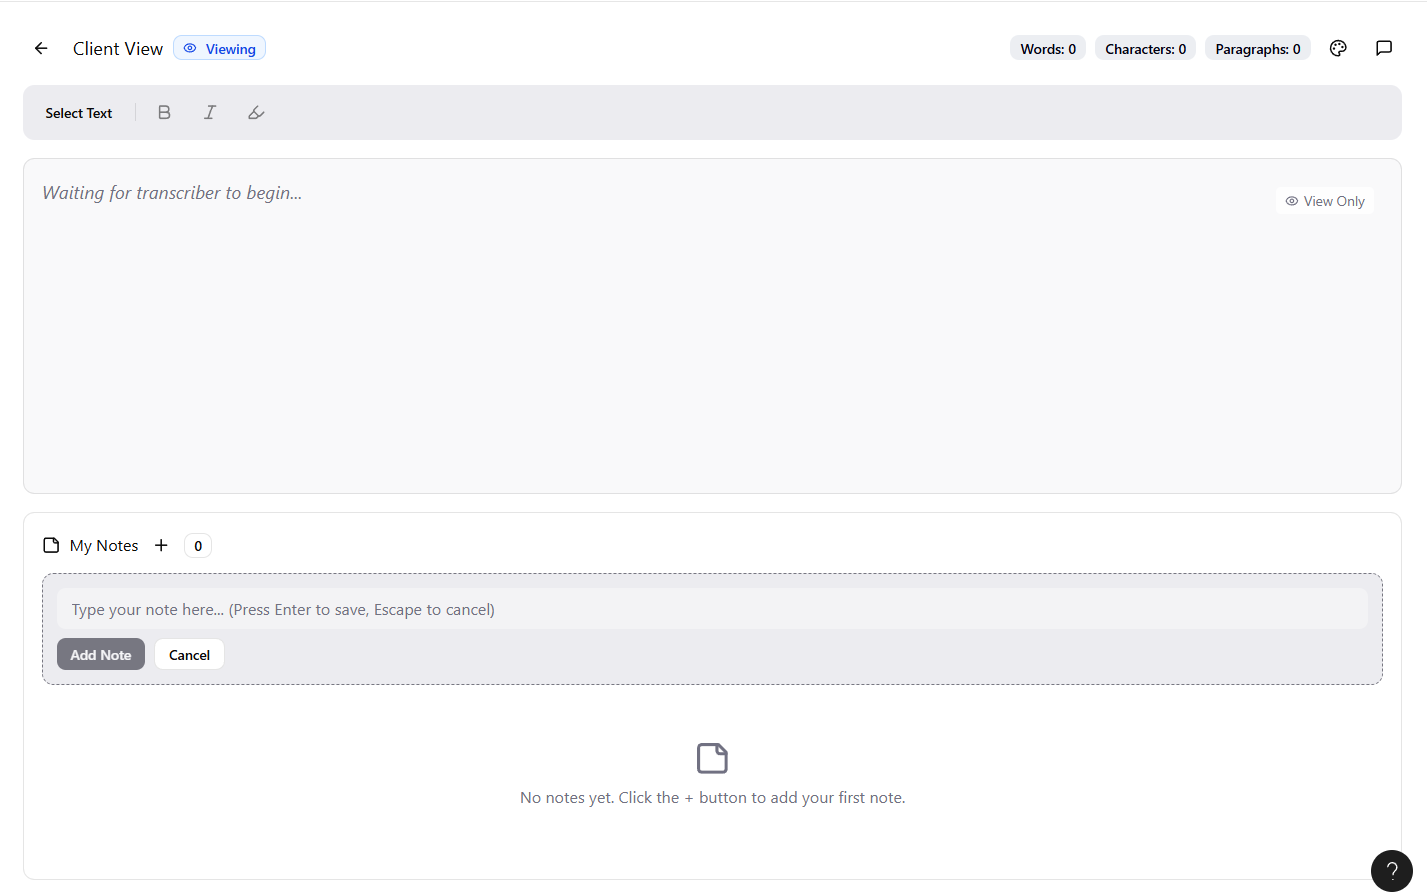 Client View
Viewing
Words: 0
Characters: 0
Paragraphs: 0
Select Text
Waiting for transcriber to begin...
View Only
My Notes
0
Type your note here... (Press Enter to save, Escape to cancel)
Add Note
Cancel
No notes yet. Click the + button to add your first note.
?